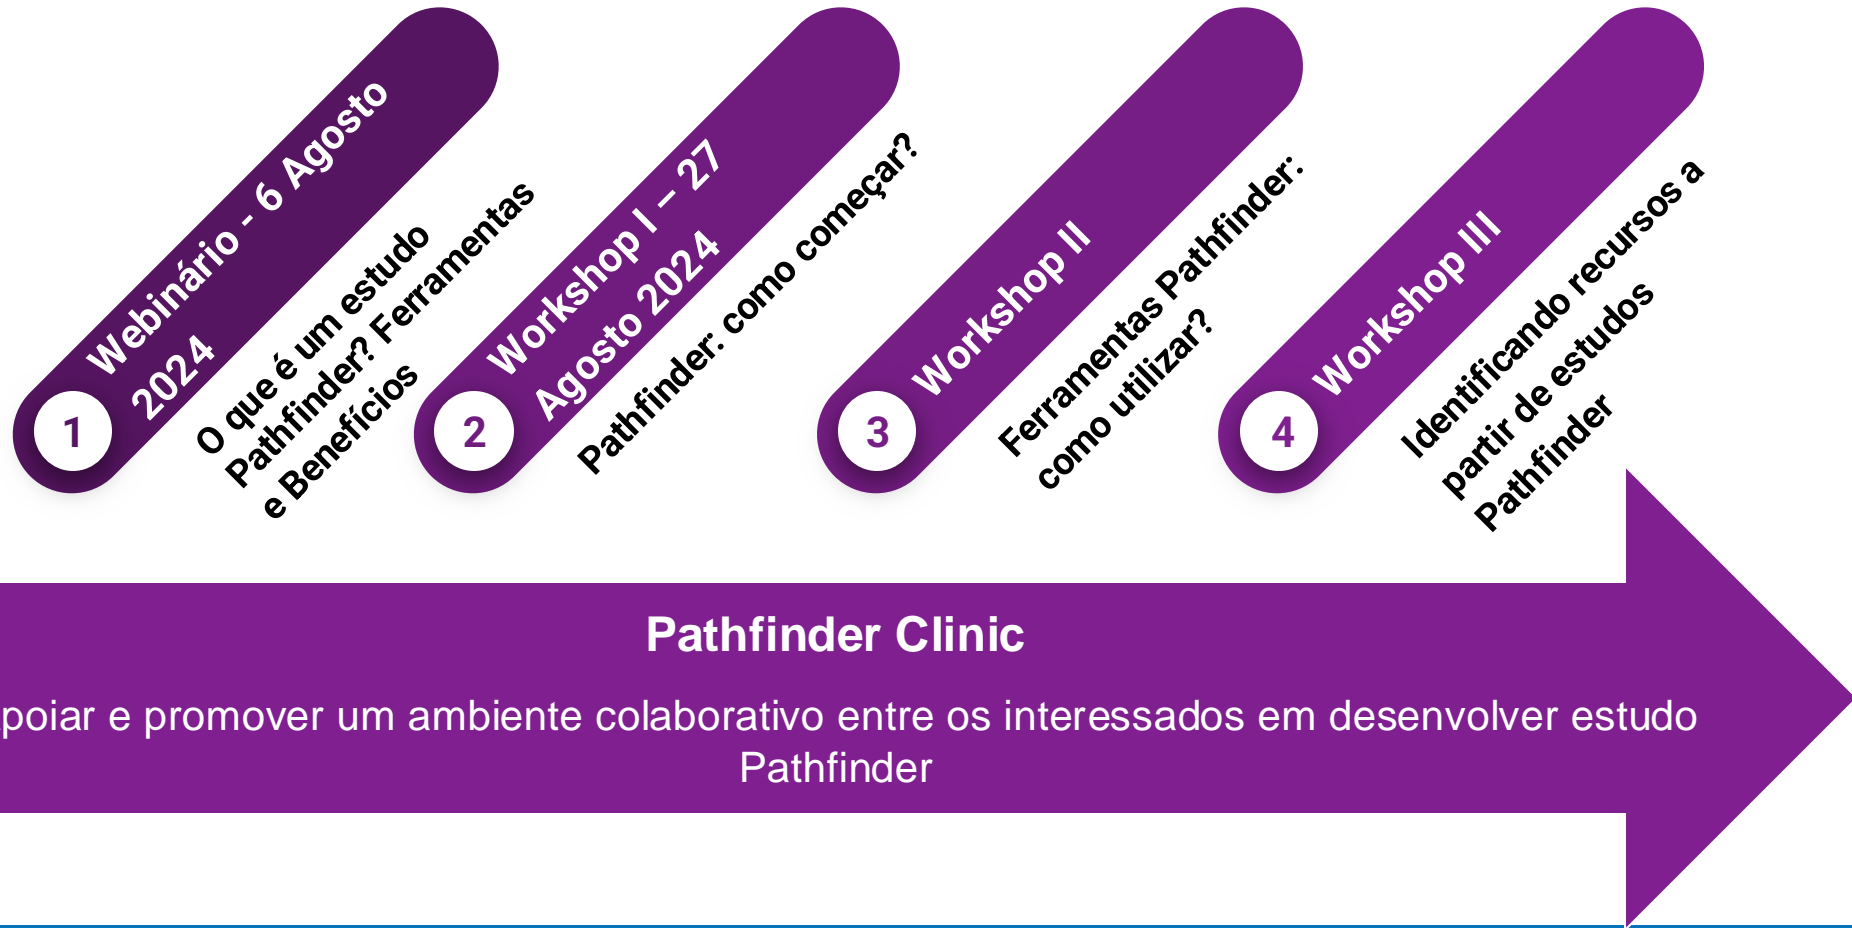 Webinário - 6 Agosto
2024
1
O que é um estudo
Pathfinder? Ferramentas
e Benefícios
Workshop I – 27
Agosto 2024
2
Pathfinder: como começar?
Workshop II
3
Ferramentas Pathfinder:
como utilizar?
Workshop III
4
Identificando recursos a
partir de estudos
Pathfinder
Pathfinder Clinic
poiar e promover um ambiente colaborativo entre os interessados em desenvolver estudo
Pathfinder